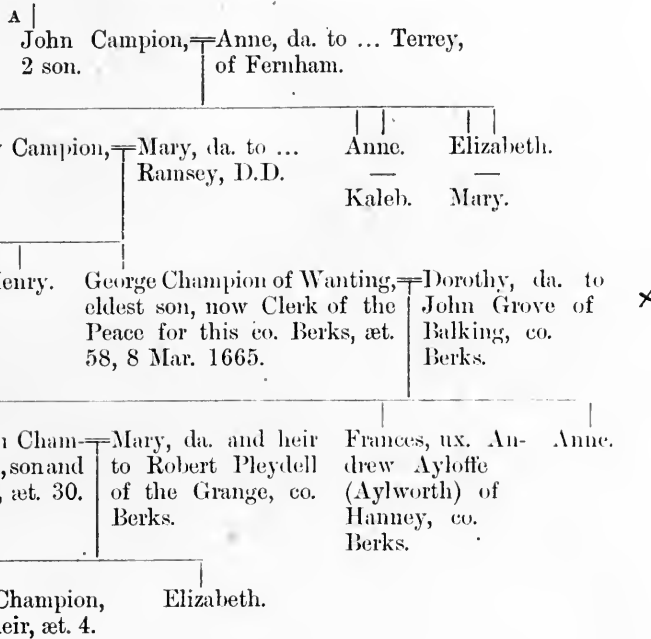 A
John Campion, Anne, da. to ... Terrey,
2 son. of Fernham.
Campion, Mary, da. to ... Anne. Elizabeth.
Ramsey, D.D. — —
Kaleb. Mary.
enry. George Champion of Wanting, Dorothy, da. to
eldest son, now Clerk of the John Grove of
Peace for this co. Berks, æt. Balking, co.
58, 8 Mar. 1665. Berks.
Cham- Mary, da. and heir Frances, ux. An- Anne.
, son and to Robert Pleydell drew Ayloffe
, æt. 30. of the Grange, co. (Aylworth) of
Berks. Hanney, co.
Berks.
Champion, Elizabeth.
eir, æt. 4.